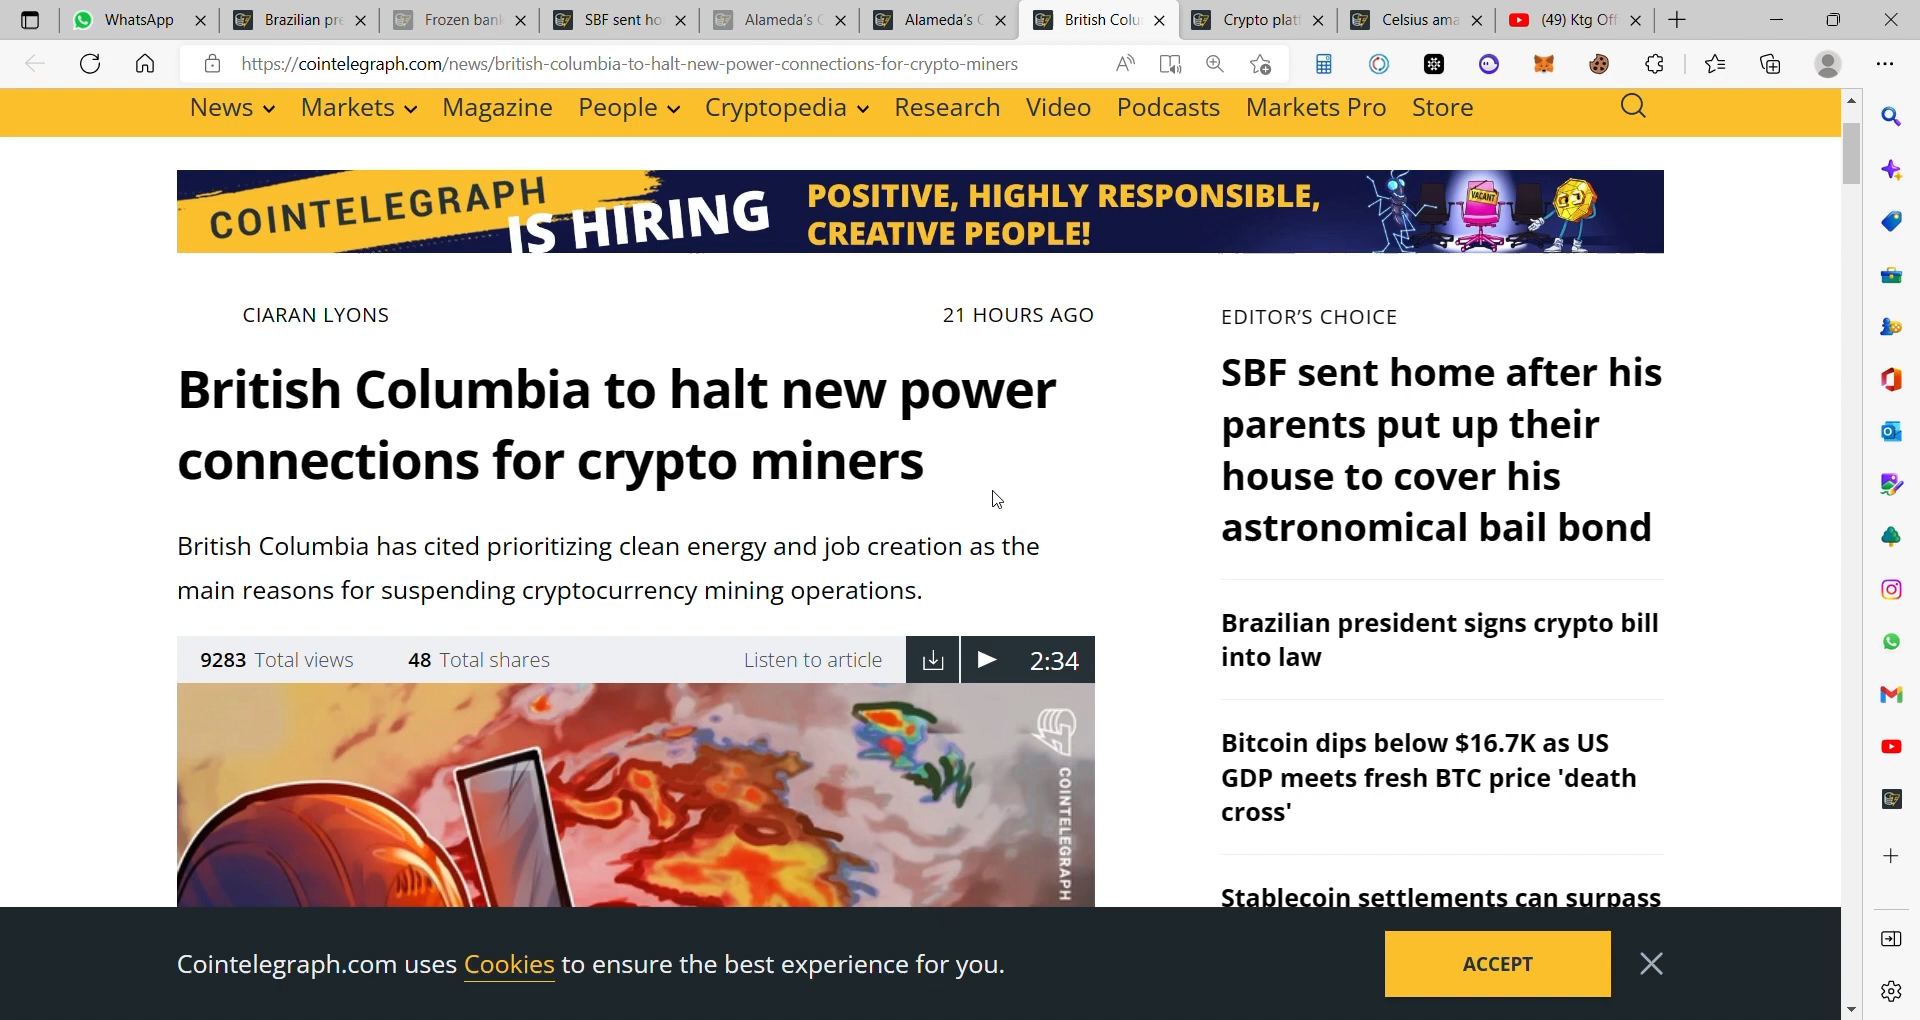 WhatsApp
Brazilian pre
Frozen bank
SBF sent ho
Alameda's C
Alameda's C
British Colu
Crypto plat
Celsius ama
(49) Ktg Off
https://cointelegraph.com/news/british-columbia-to-halt-new-power-connections-for-crypto-miners
News Markets Magazine People Cryptopedia Research Video Podcasts Markets Pro Store
COINTELEGRAPH
IS HIRING
POSITIVE, HIGHLY RESPONSIBLE,
CREATIVE PEOPLE!
VACANT
CIARAN LYONS
21 HOURS AGO
British Columbia to halt new power
connections for crypto miners
British Columbia has cited prioritizing clean energy and job creation as the
main reasons for suspending cryptocurrency mining operations.
9283 Total views 48 Total shares Listen to article 2:34
COINTELEGRAPH
EDITOR'S CHOICE
SBF sent home after his
parents put up their
house to cover his
astronomical bail bond
Brazilian president signs crypto bill
into law
Bitcoin dips below $16.7K as US
GDP meets fresh BTC price 'death
cross'
Stablecoin settlements can surpass
Cointelegraph.com uses Cookies to ensure the best experience for you.
ACCEPT